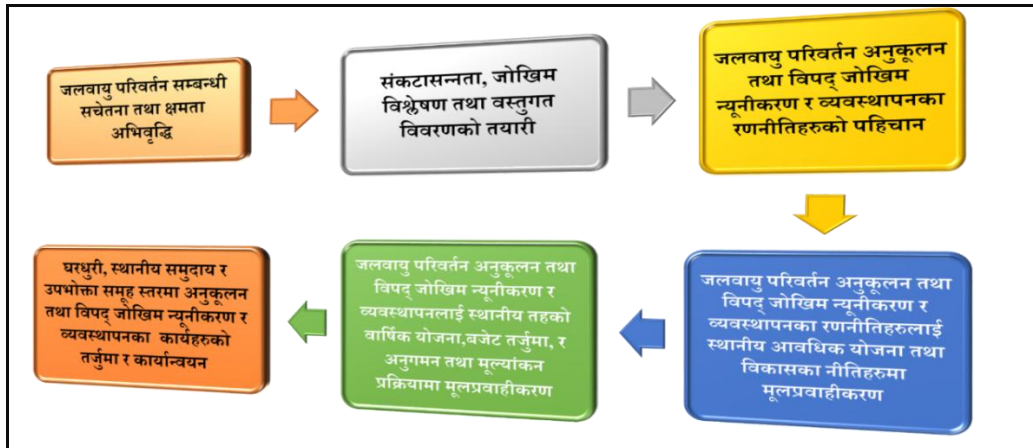 जलवायु परिवर्तन सम्बन्धी
सचेतना तथा क्षमता
अभिवृद्धि
संकटासन्नता, जोखिम
विश्लेषण तथा वस्तुगत
विवरणको तयारी
जलवायु परिवर्तन अनुकूलन
तथा विपद् जोखिम
न्यूनीकरण र व्यवस्थापनका
रणनीतिहरुको पहिचान
जलवायु परिवर्तन अनुकूलन तथा
विपद् जोखिम न्यूनीकरण र
व्यवस्थापनका रणनीतिहरुलाई
स्थानीय आवधिक योजना तथा
विकासका नीतिहरुमा
मूलप्रवाहीकरण
जलवायु परिवर्तन अनुकूलन तथा
विपद् जोखिम न्यूनीकरण र
व्यवस्थापनलाई स्थानीय तहको
वार्षिक योजना,बजेट तर्जुमा, र
अनुगमन तथा मूल्यांकन
प्रक्रियामा मूलप्रवाहीकरण
घरधुरी, स्थानीय समुदाय र
उपभोक्ता समूह स्तरमा अनुकूलन
तथा विपद् जोखिम न्यूनीकरण र
व्यवस्थापनका कार्यहरुको
तर्जुमा र कार्यान्वयन